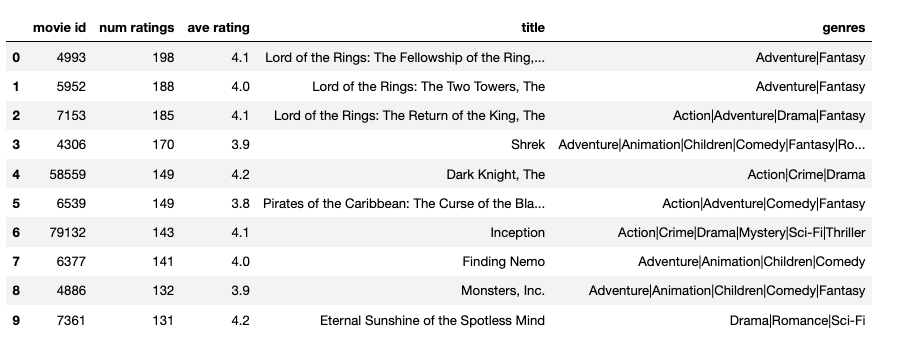 movie id num ratings ave rating title genres
0 4993 198 4.1 Lord of the Rings: The Fellowship of the Ring,... Adventure|Fantasy
1 5952 188 4.0 Lord of the Rings: The Two Towers, The Adventure|Fantasy
2 7153 185 4.1 Lord of the Rings: The Return of the King, The Action|Adventure|Drama|Fantasy
3 4306 170 3.9 Shrek Adventure|Animation|Children|Comedy|Fantasy|Ro...
4 58559 149 4.2 Dark Knight, The Action|Crime|Drama
5 6539 149 3.8 Pirates of the Caribbean: The Curse of the Bla... Action|Adventure|Comedy|Fantasy
6 79132 143 4.1 Inception Action|Crime|Drama|Mystery|Sci-Fi|Thriller
7 6377 141 4.0 Finding Nemo Adventure|Animation|Children|Comedy
8 4886 132 3.9 Monsters, Inc. Adventure|Animation|Children|Comedy|Fantasy
9 7361 131 4.2 Eternal Sunshine of the Spotless Mind Drama|Romance|Sci-Fi